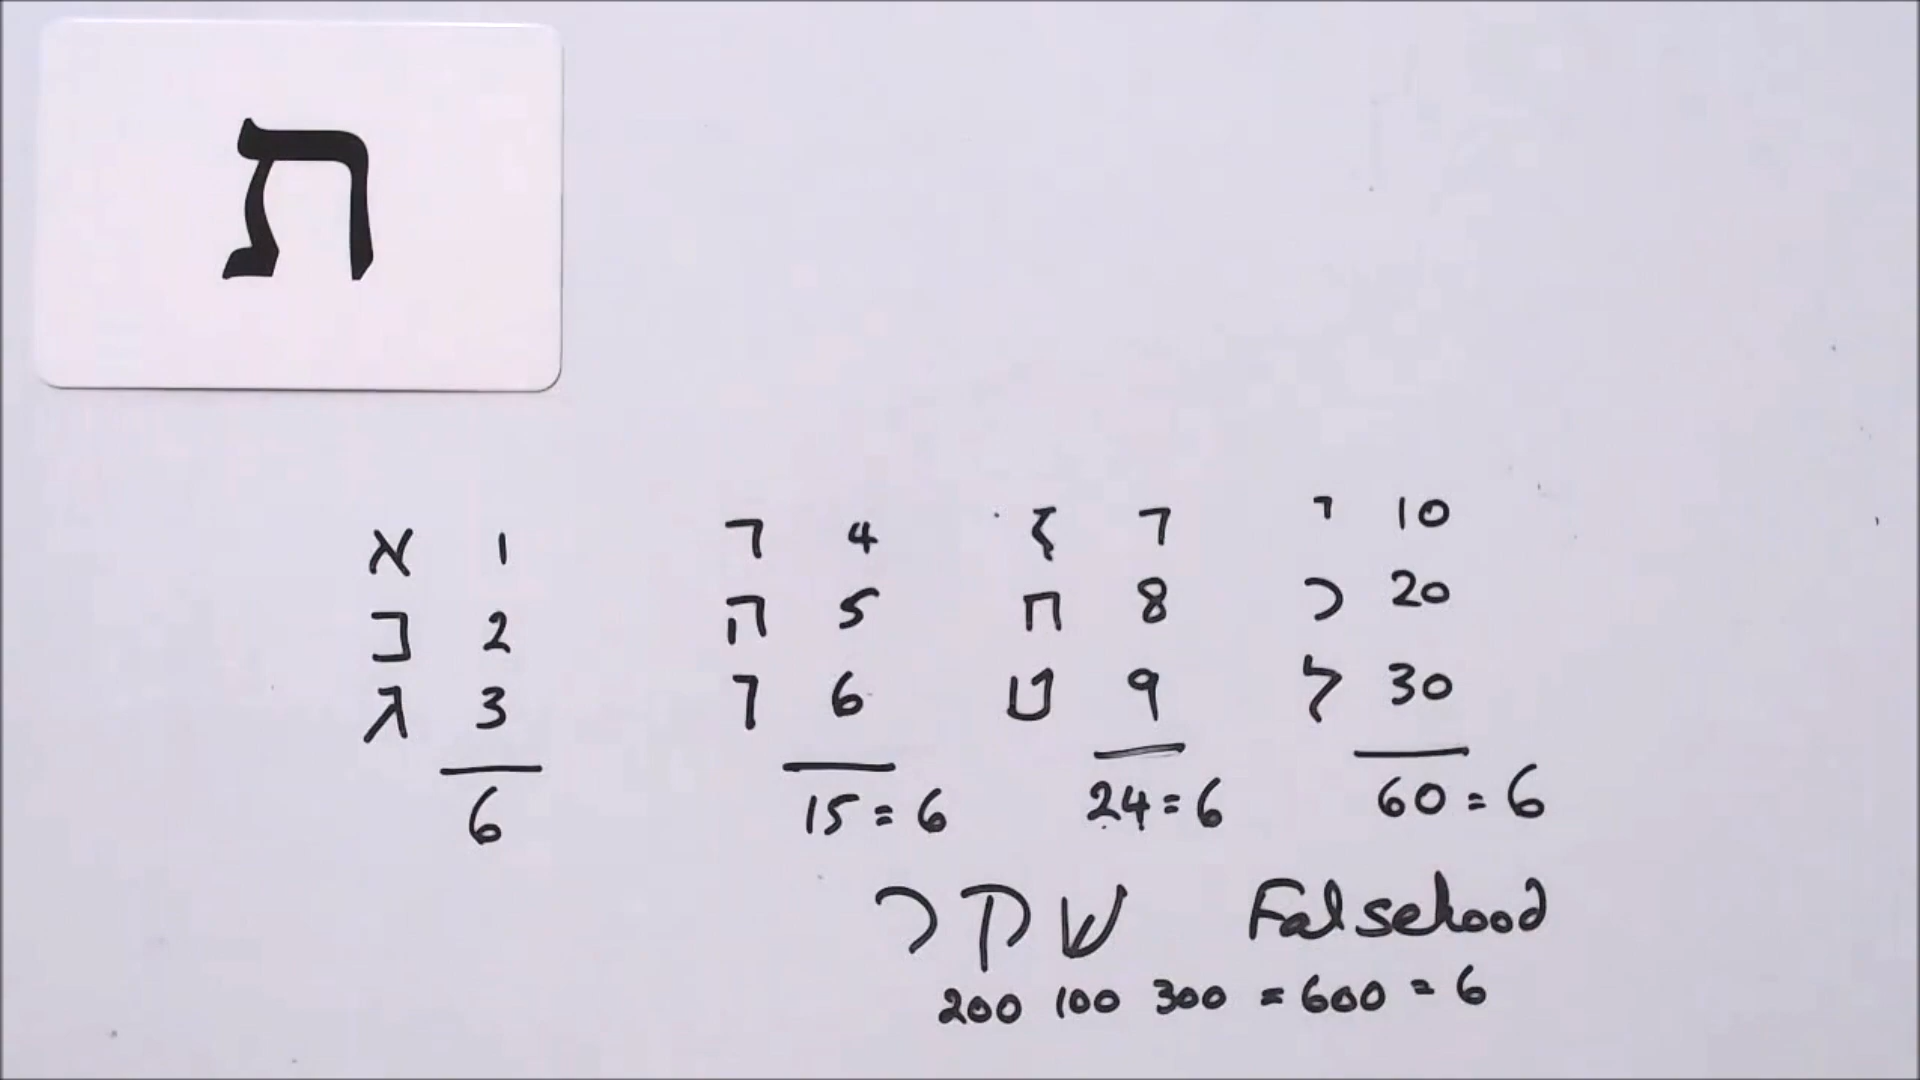 ת
א 1 ד 4 ז 7 י 10
ב 2 ה 5 ח 8 כ 20
ג 3 ו 6 ט 9 ל 30
6 15 = 6 24 = 6 60 = 6
שקר Falsehood
200 100 300 = 600 = 6